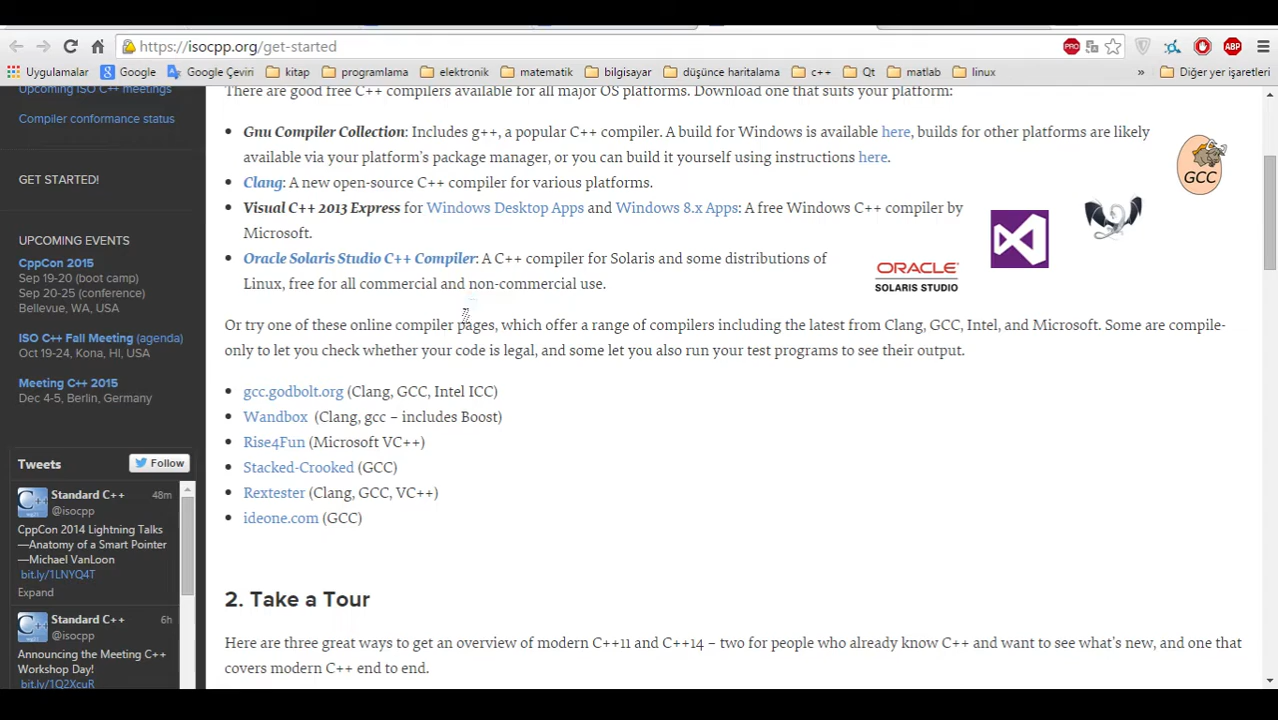 https://isocpp.org/get-started
PRO
ABP
Uygulamalar Google Google Çeviri kitap programlama elektronik matematik bilgisayar düşünce haritalama c++ Qt matlab linux » Diğer yer işaretleri
Upcoming ISO C++ meetings
Compiler conformance status
GET STARTED!
UPCOMING EVENTS
CppCon 2015
Sep 19-20 (boot camp)
Sep 20-25 (conference)
Bellevue, WA, USA
ISO C++ Fall Meeting (agenda)
Oct 19-24, Kona, HI, USA
Meeting C++ 2015
Dec 4-5, Berlin, Germany
Tweets
Follow
Standard C++ 48m
@isocpp
CppCon 2014 Lightning Talks
—Anatomy of a Smart Pointer
—Michael VanLoon
bit.ly/1LNYQ4T
Expand
Standard C++ 6h
@isocpp
Announcing the Meeting C++
Workshop Day!
bit.ly/1Q2XcuR
There are good free C++ compilers available for all major OS platforms. Download one that suits your platform:
• Gnu Compiler Collection: Includes g++, a popular C++ compiler. A build for Windows is available here, builds for other platforms are likely
available via your platform's package manager, or you can build it yourself using instructions here.
• Clang: A new open-source C++ compiler for various platforms.
• Visual C++ 2013 Express for Windows Desktop Apps and Windows 8.x Apps: A free Windows C++ compiler by
Microsoft.
• Oracle Solaris Studio C++ Compiler: A C++ compiler for Solaris and some distributions of
Linux, free for all commercial and non-commercial use.
GCC
ORACLE
SOLARIS STUDIO
Or try one of these online compiler pages, which offer a range of compilers including the latest from Clang, GCC, Intel, and Microsoft. Some are compile-
only to let you check whether your code is legal, and some let you also run your test programs to see their output.
• gcc.godbolt.org (Clang, GCC, Intel ICC)
• Wandbox (Clang, gcc – includes Boost)
• Rise4Fun (Microsoft VC++)
• Stacked-Crooked (GCC)
• Rextester (Clang, GCC, VC++)
• ideone.com (GCC)
2. Take a Tour
Here are three great ways to get an overview of modern C++11 and C++14 – two for people who already know C++ and want to see what's new, and one that
covers modern C++ end to end.